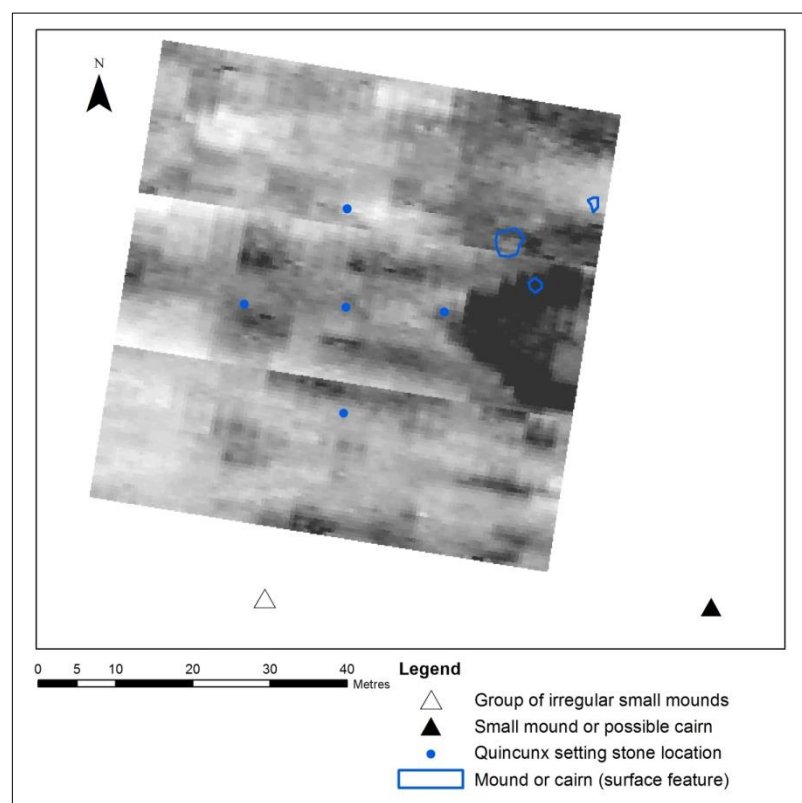 N
0 5 10 20 30 40
Metres
Legend
Group of irregular small mounds
Small mound or possible cairn
Quincunx setting stone location
Mound or cairn (surface feature)